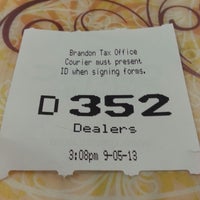 Brandon Tax Office
Courier must present
ID when signing forms.
D 352
Dealers
3:08pm 9-05-13